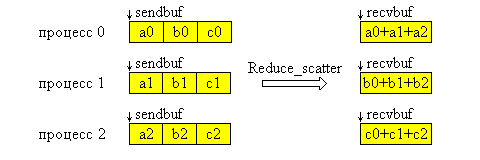 sendbuf recvbuf
процесс 0 a0 b0 c0 a0+a1+a2
sendbuf Reduce_scatter recvbuf
процесс 1 a1 b1 c1 b0+b1+b2
sendbuf recvbuf
процесс 2 a2 b2 c2 c0+c1+c2